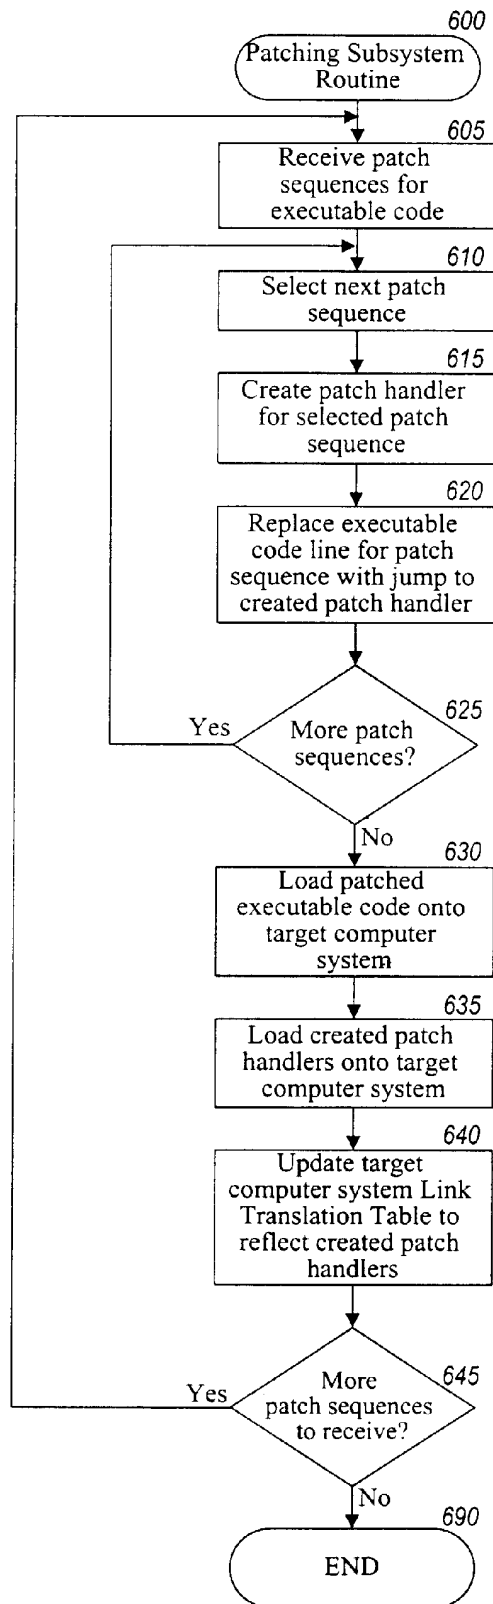 600
Patching Subsystem
Routine
605
Receive patch
sequences for
executable code
610
Select next patch
sequence
615
Create patch handler
for selected patch
sequence
620
Replace executable
code line for patch
sequence with jump to
created patch handler
625
Yes
More patch
sequences?
No
630
Load patched
executable code onto
target computer
system
635
Load created patch
handlers onto target
computer system
640
Update target
computer system Link
Translation Table to
reflect created patch
handlers
645
Yes
More
patch sequences
to receive?
No
690
END